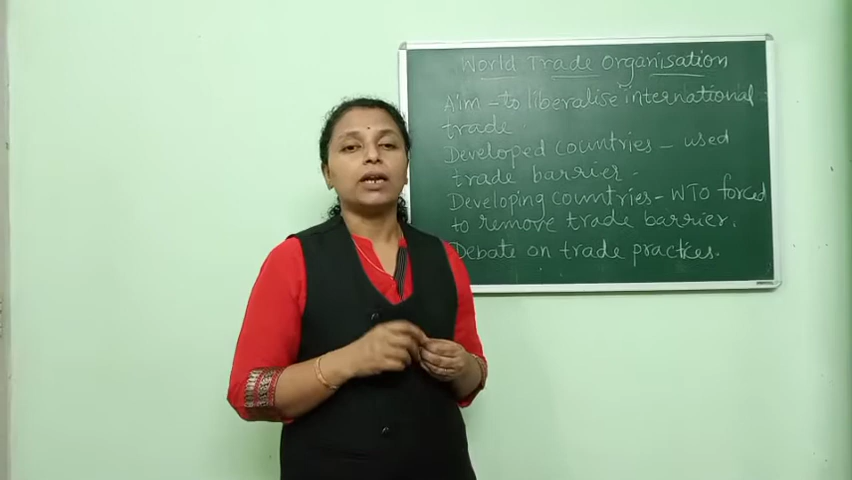 World Trade Organisation
AIM - to liberalise international
trade.
Developed countries - used
trade barrier.
Developing countries - WTO forced
to remove trade barrier.
Debate on trade practices.